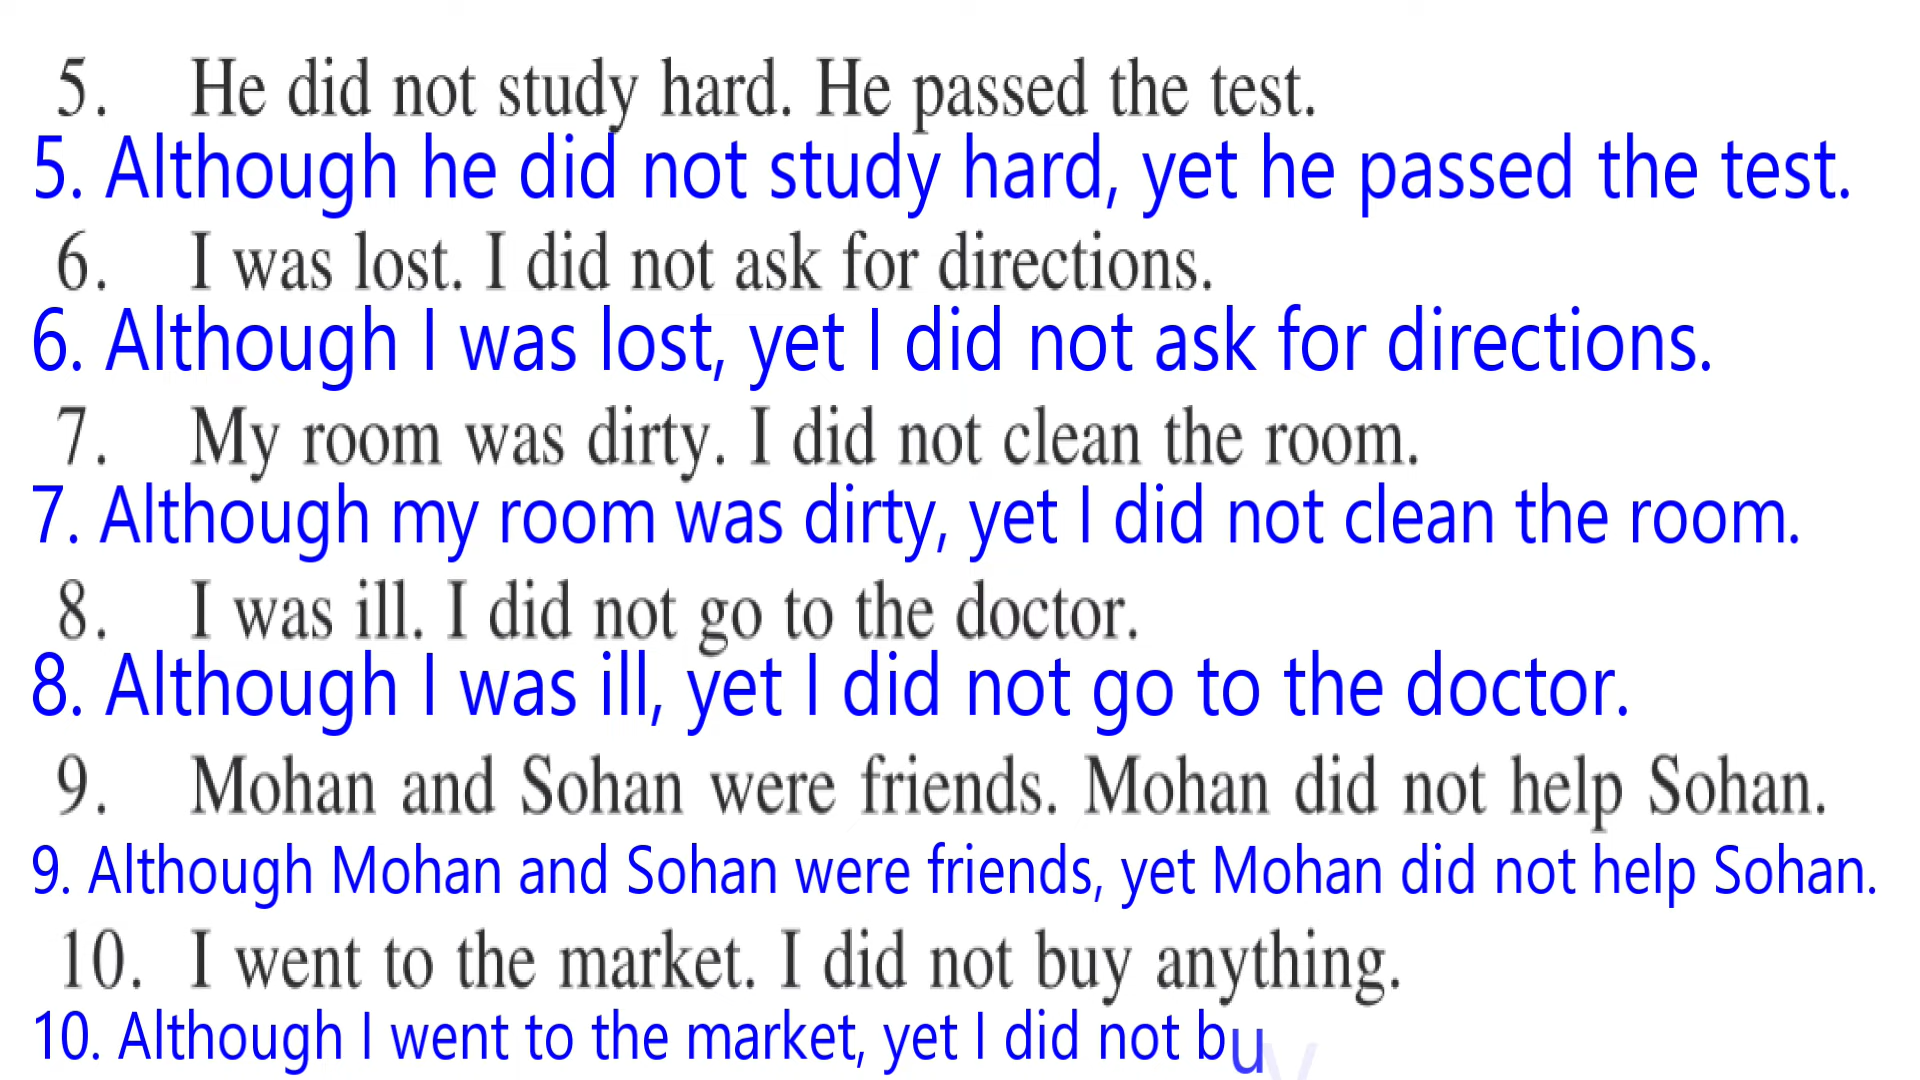 5. He did not study hard. He passed the test.
5. Although he did not study hard, yet he passed the test.
6. I was lost. I did not ask for directions.
6. Although I was lost, yet I did not ask for directions.
7. My room was dirty. I did not clean the room.
7. Although my room was dirty, yet I did not clean the room.
8. I was ill. I did not go to the doctor.
8. Although I was ill, yet I did not go to the doctor.
9. Mohan and Sohan were friends. Mohan did not help Sohan.
9. Although Mohan and Sohan were friends, yet Mohan did not help Sohan.
10. I went to the market. I did not buy anything.
10. Although I went to the market, yet I did not buy